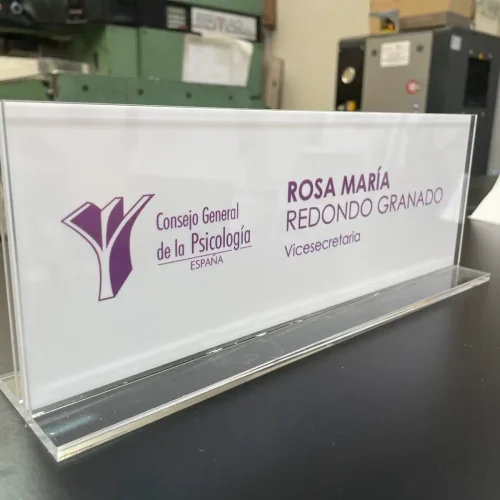 Consejo General
de la Psicología
ESPAÑA
ROSA MARÍA
REDONDO GRANADO
Vicesecretaria